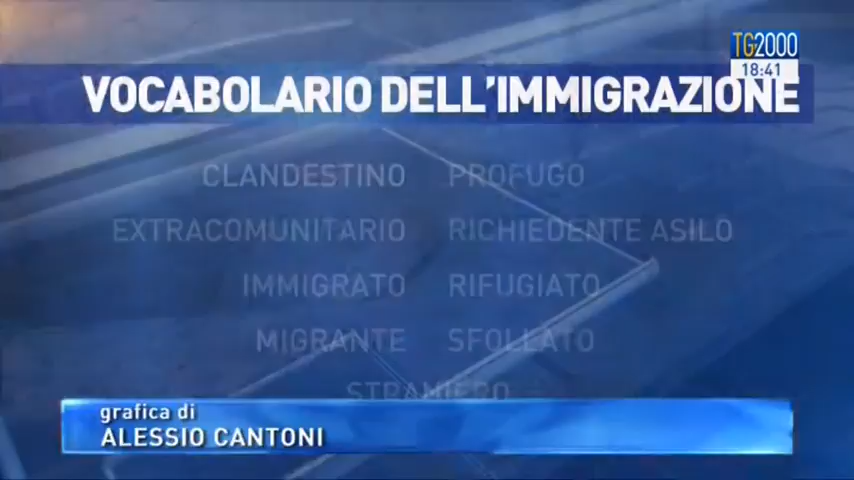 TG2000
18:41
VOCABOLARIO DELL'IMMIGRAZIONE
CLANDESTINO
PROFUGO
EXTRACOMUNITARIO
RICHIEDENTE ASILO
IMMIGRATO
RIFUGIATO
MIGRANTE
SFOLLATO
STRANIERO
grafica di
ALESSIO CANTONI